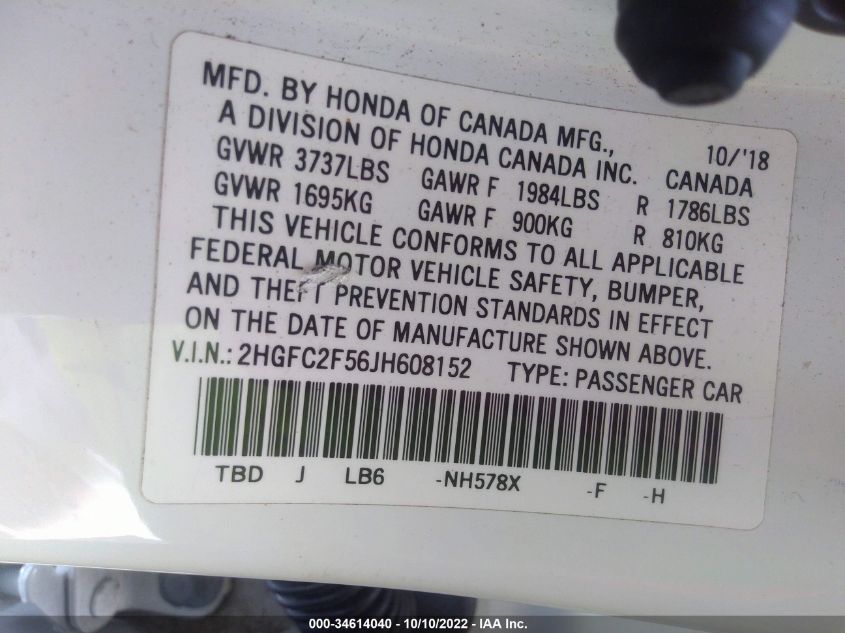 MFD. BY HONDA OF CANADA MFG., 10/'18
A DIVISION OF HONDA CANADA INC. CANADA
GVWR 3737LBS GAWR F 1984LBS R 1786LBS
GVWR 1695KG GAWR F 900KG R 810KG
THIS VEHICLE CONFORMS TO ALL APPLICABLE
FEDERAL MOTOR VEHICLE SAFETY, BUMPER,
AND THEFT PREVENTION STANDARDS IN EFFECT
ON THE DATE OF MANUFACTURE SHOWN ABOVE.
V.I.N.: 2HGFC2F56JH608152 TYPE: PASSENGER CAR
TBD J LB6 -NH578X -F -H
000-34614040 - 10/10/2022 - IAA Inc.